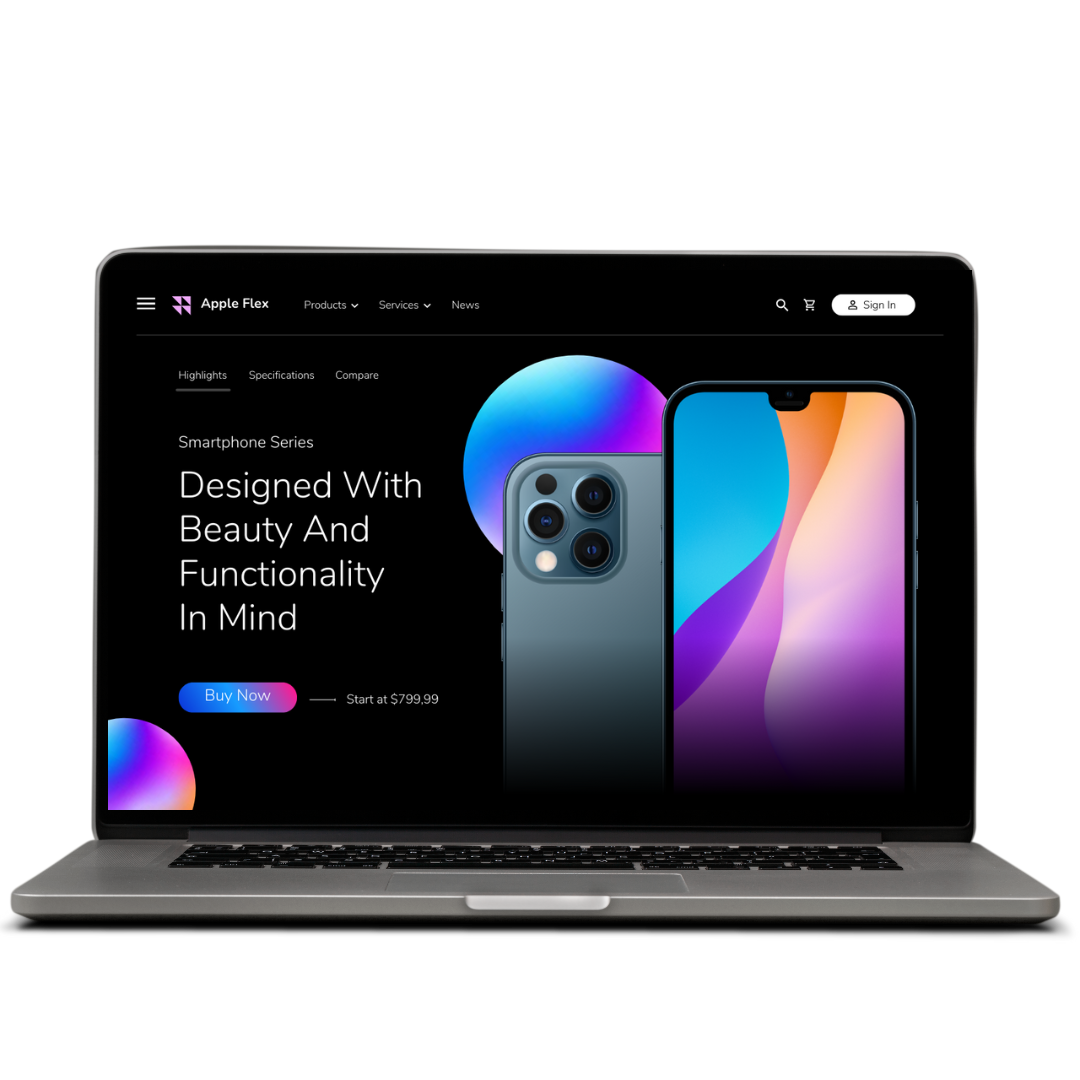 Apple Flex
Products
Services
News
Sign In
Highlights
Specifications
Compare
Smartphone Series
Designed With
Beauty And
Functionality
In Mind
Buy Now
Start at $799,99